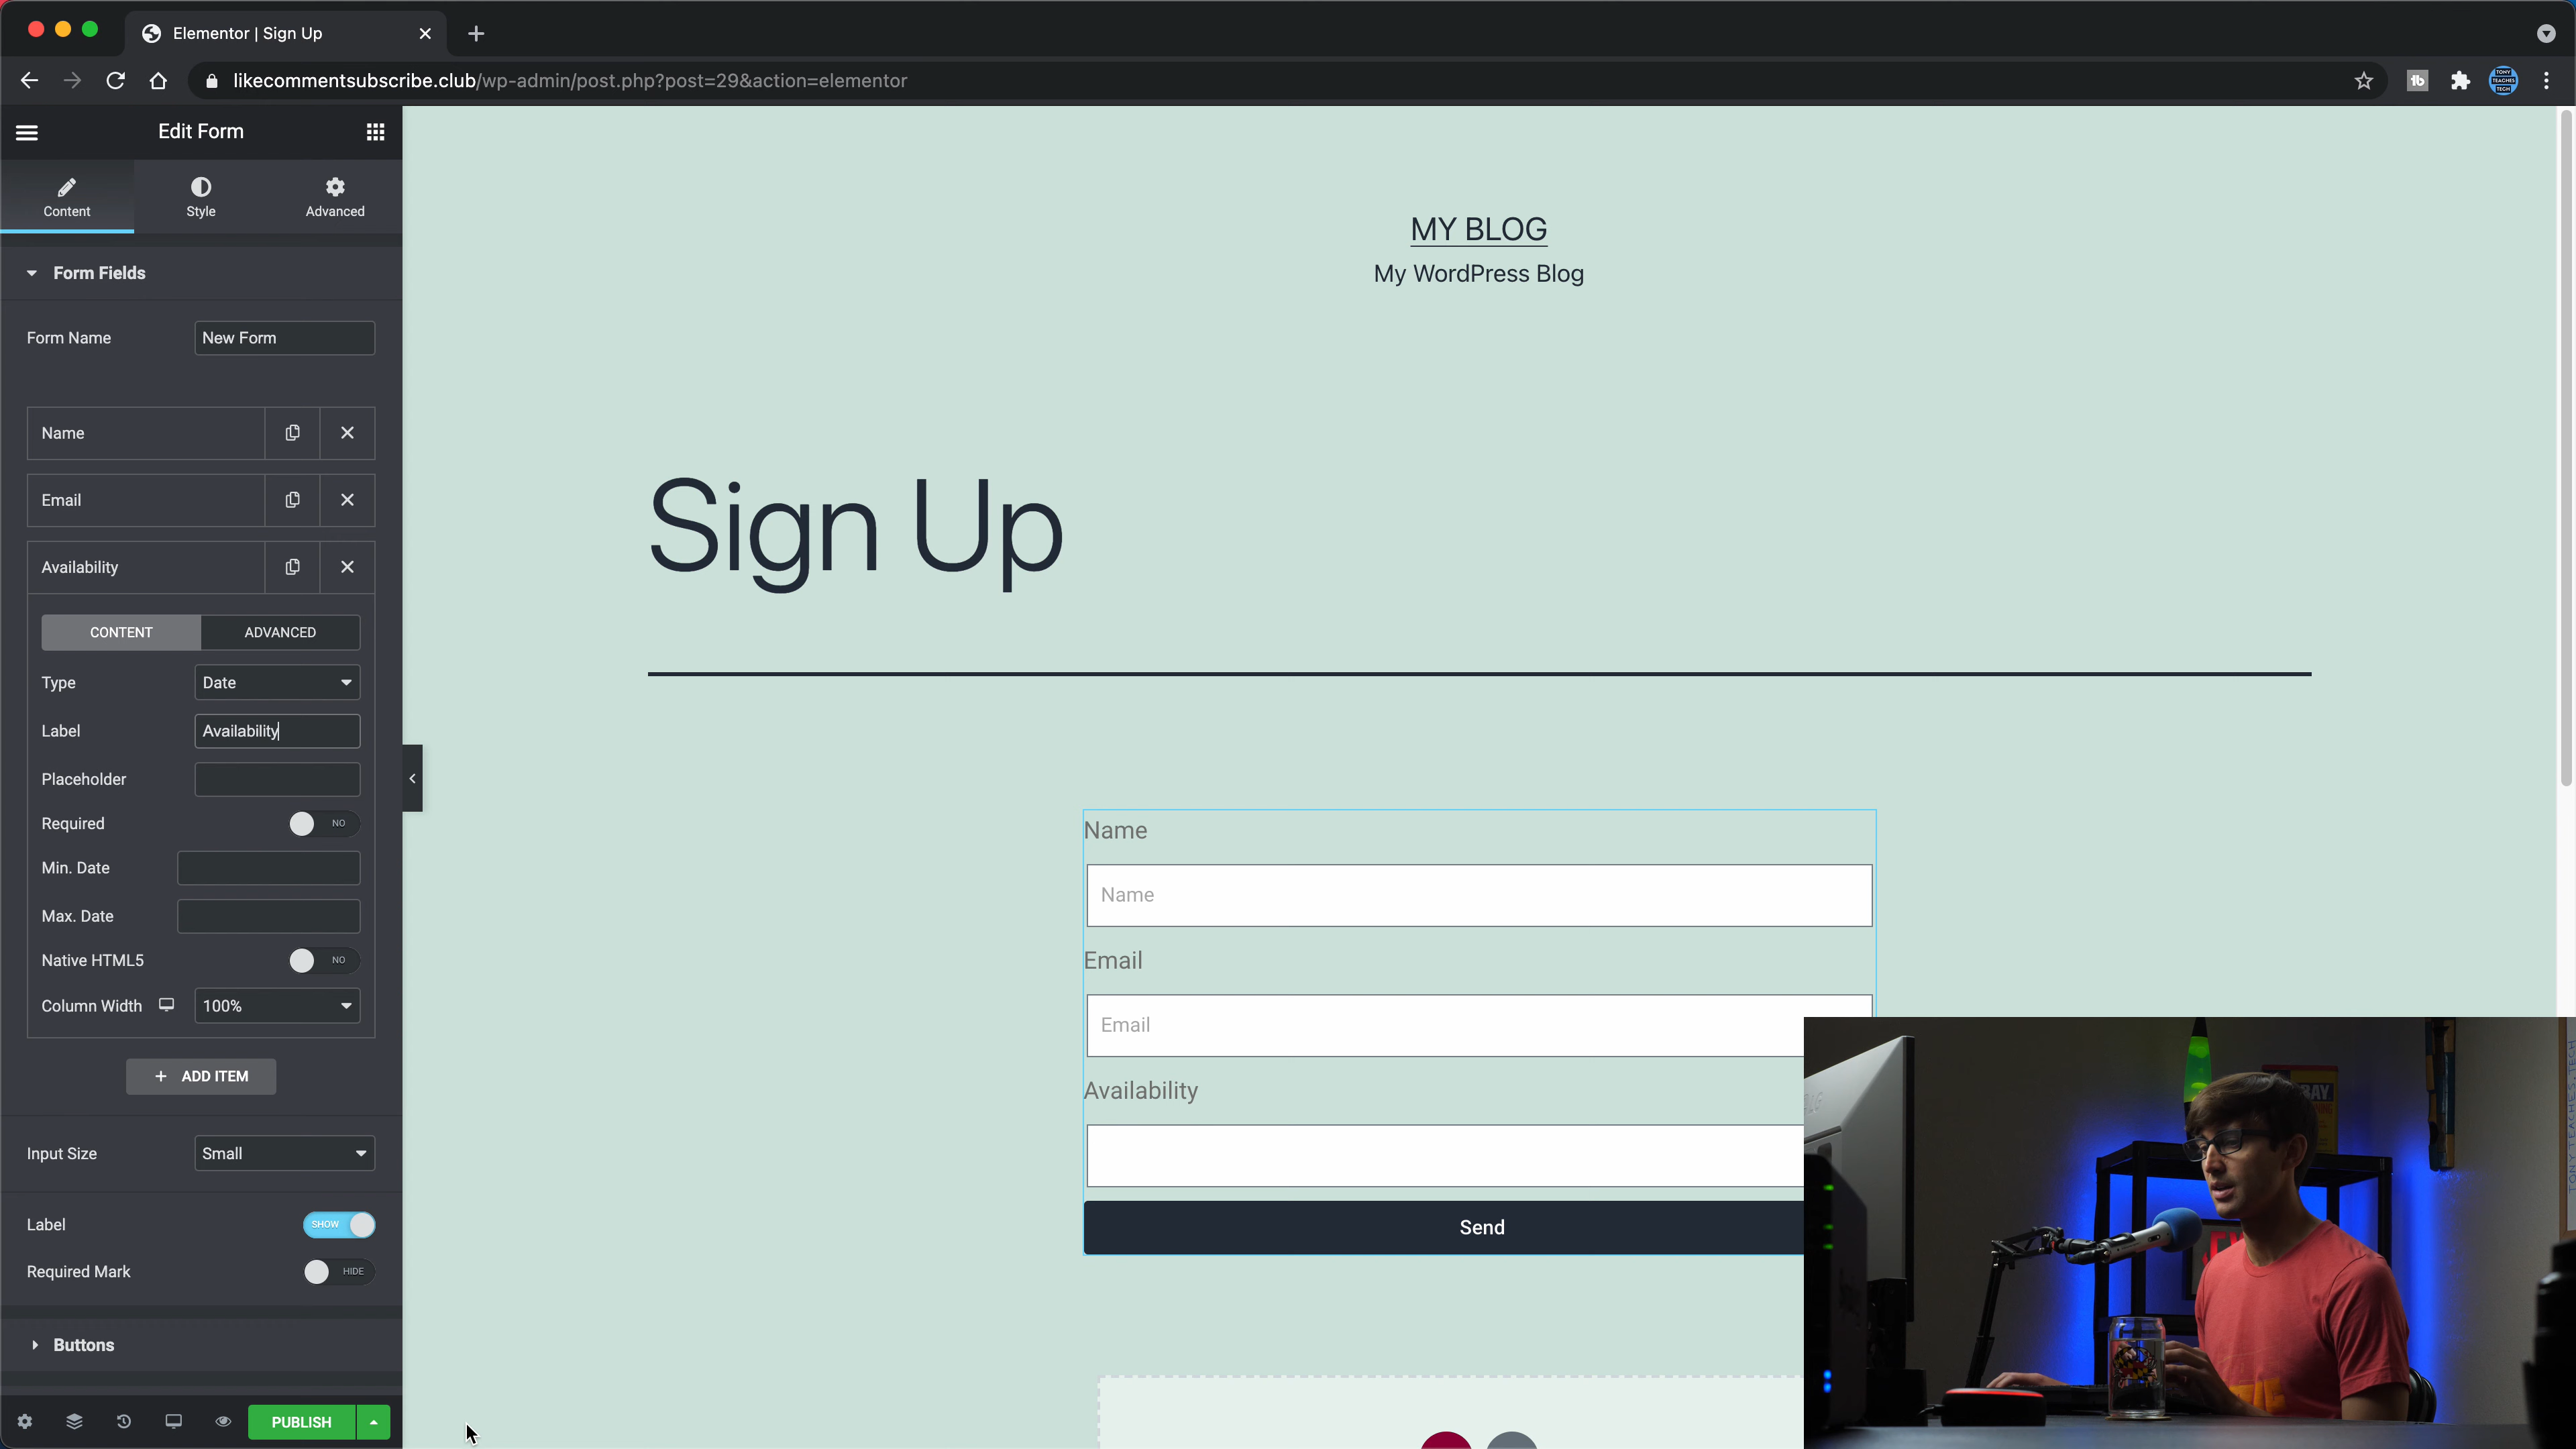 Elementor | Sign Up
likecommentsubscribe.club/wp-admin/post.php?post=29&action=elementor
TONY TEACHES TECH
Edit Form
Content
Style
Advanced
Form Fields
Form Name
New Form
Name
Email
Availability
CONTENT
ADVANCED
Type
Date
Label
Availability
Placeholder
Required
NO
Min. Date
Max. Date
Native HTML5
NO
Column Width
100%
+ ADD ITEM
Input Size
Small
Label
SHOW
Required Mark
HIDE
Buttons
PUBLISH
MY BLOG
My WordPress Blog
Sign Up
Name
Name
Email
Email
Availability
Send